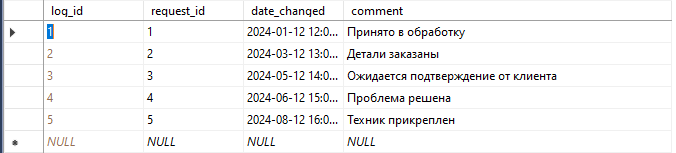 log_id request_id date_changed comment
1 1 2024-01-12 12:0... Принято в обработку
2 2 2024-03-12 13:0... Детали заказаны
3 3 2024-05-12 14:0... Ожидается подтверждение от клиента
4 4 2024-06-12 15:0... Проблема решена
5 5 2024-08-12 16:0... Техник прикреплен
NULL NULL NULL NULL